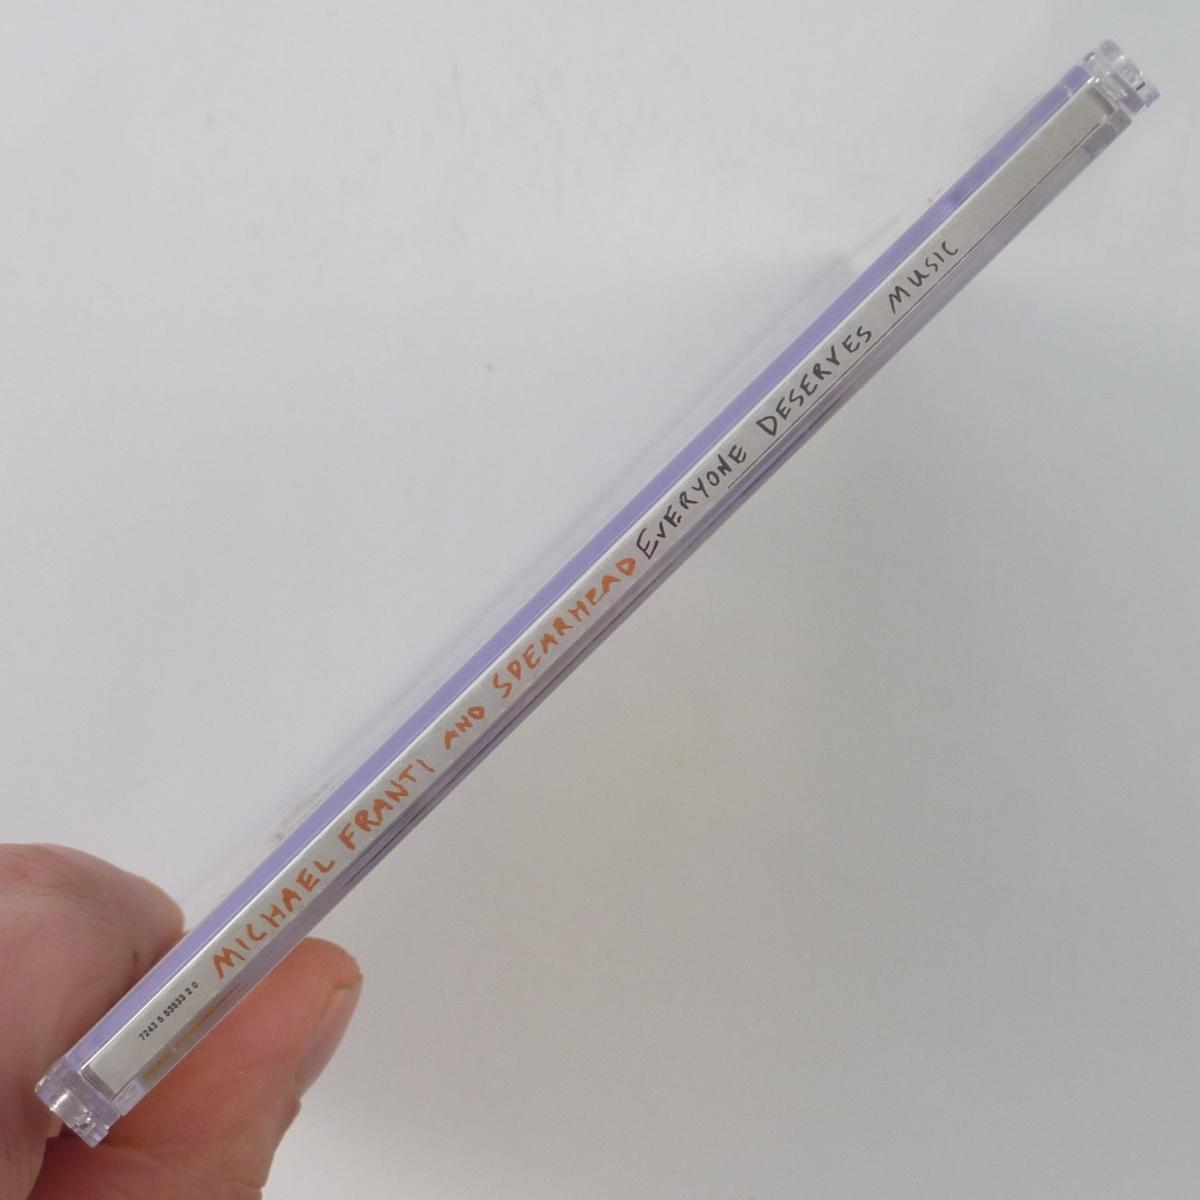 7243 5 53533 2 0 MICHAEL FRANTI AND SPEARHEAD EVERYONE DESERVES MUSIC